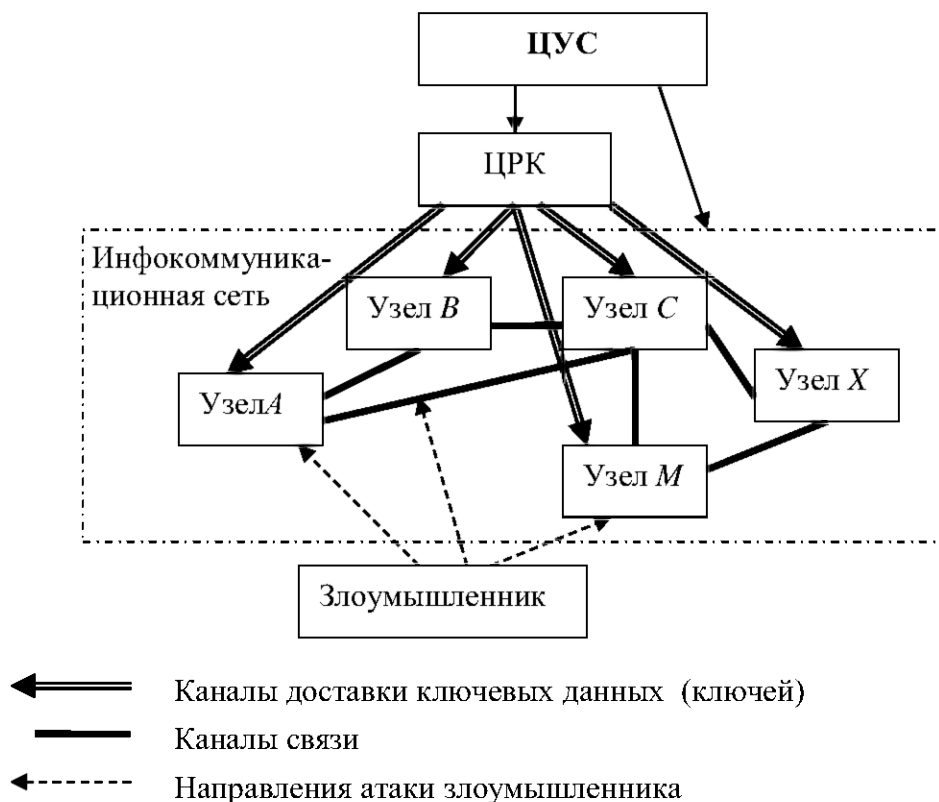 ЦУС
ЦРК
Инфокоммуника-
ционная сеть
Узел B
Узел C
УзелA
Узел X
Узел M
Злоумышленник
Каналы доставки ключевых данных (ключей)
Каналы связи
Направления атаки злоумышленника